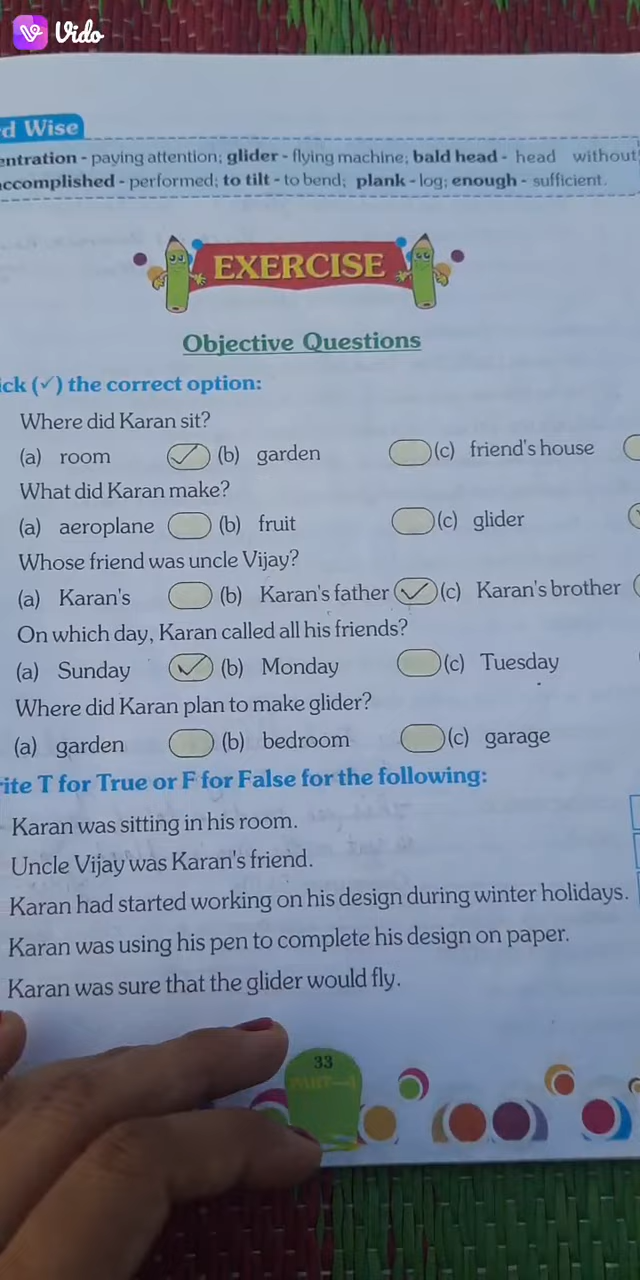 Vido
d Wise
entration - paying attention; glider - flying machine; bald head - head without
accomplished - performed; to tilt - to bend; plank - log; enough - sufficient.
EXERCISE
Objective Questions
ick (✓) the correct option:
Where did Karan sit?
(a) room ✓ (b) garden (c) friend's house
What did Karan make?
(a) aeroplane (b) fruit (c) glider
Whose friend was uncle Vijay?
(a) Karan's (b) Karan's father ✓ (c) Karan's brother
On which day, Karan called all his friends?
(a) Sunday ✓ (b) Monday (c) Tuesday
Where did Karan plan to make glider?
(a) garden (b) bedroom (c) garage
rite T for True or F for False for the following:
Karan was sitting in his room.
Uncle Vijay was Karan's friend.
Karan had started working on his design during winter holidays.
Karan was using his pen to complete his design on paper.
Karan was sure that the glider would fly.
33